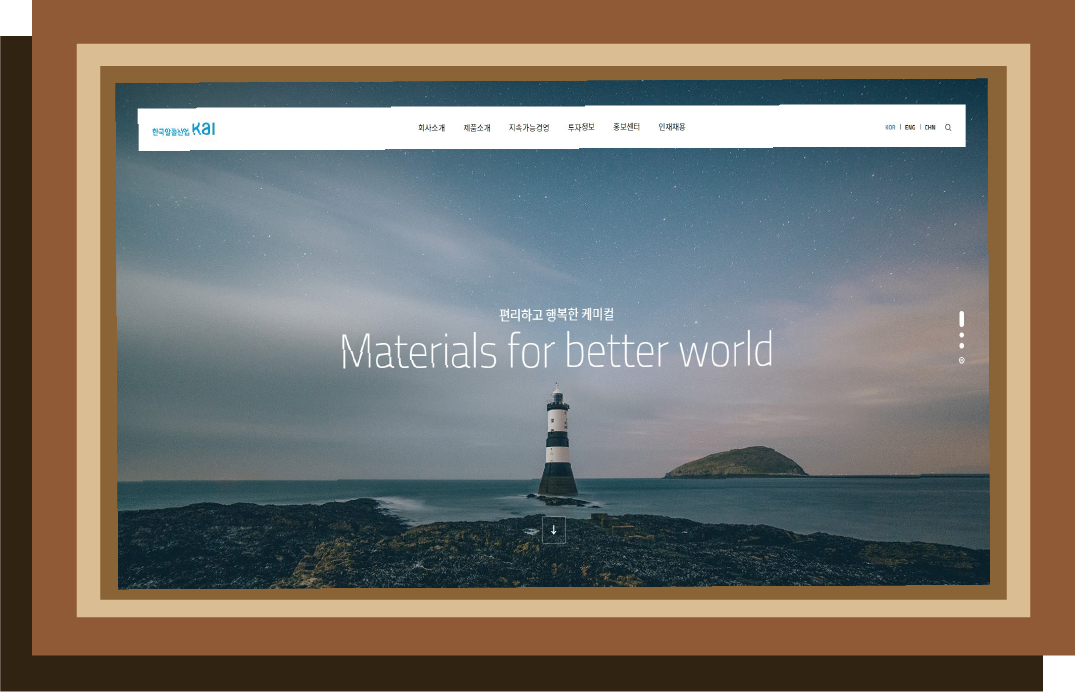 한국알콜산업 kai
회사소개 제품소개 지속가능경영 투자정보 홍보센터 인재채용
KOR | ENG | CHN
편리하고 행복한 케미컬
Materials for better world